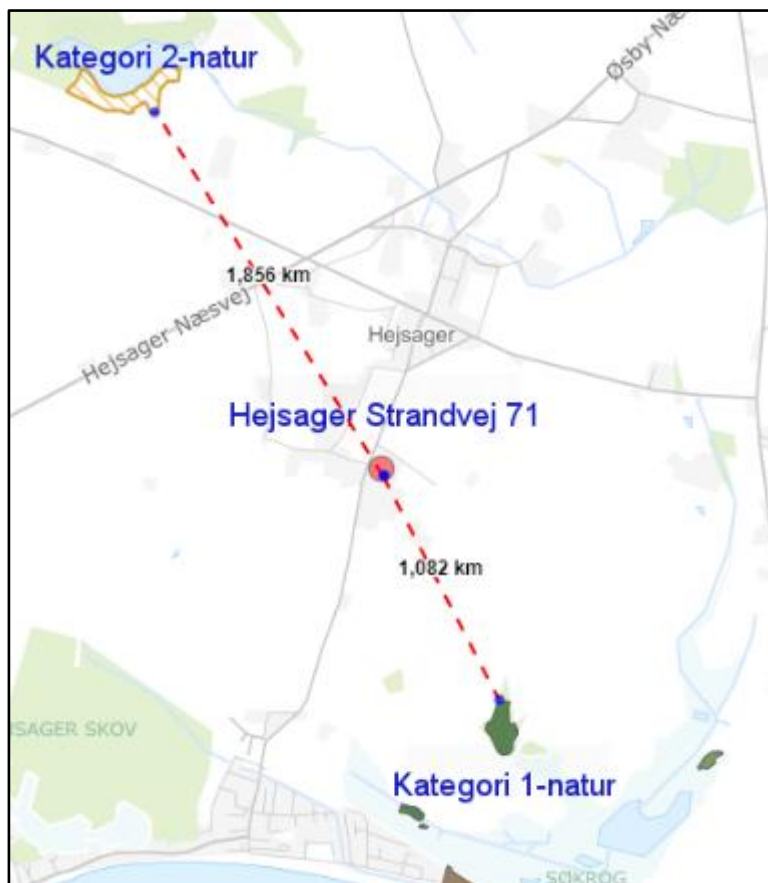 Kategori 2-natur
Øsby-Næ
1,856 km
Hejsager Næsvej
Hejsager
Hejsager Strandvej 71
1,082 km
SAGER SKOV
Kategori 1-natur
SØKROG